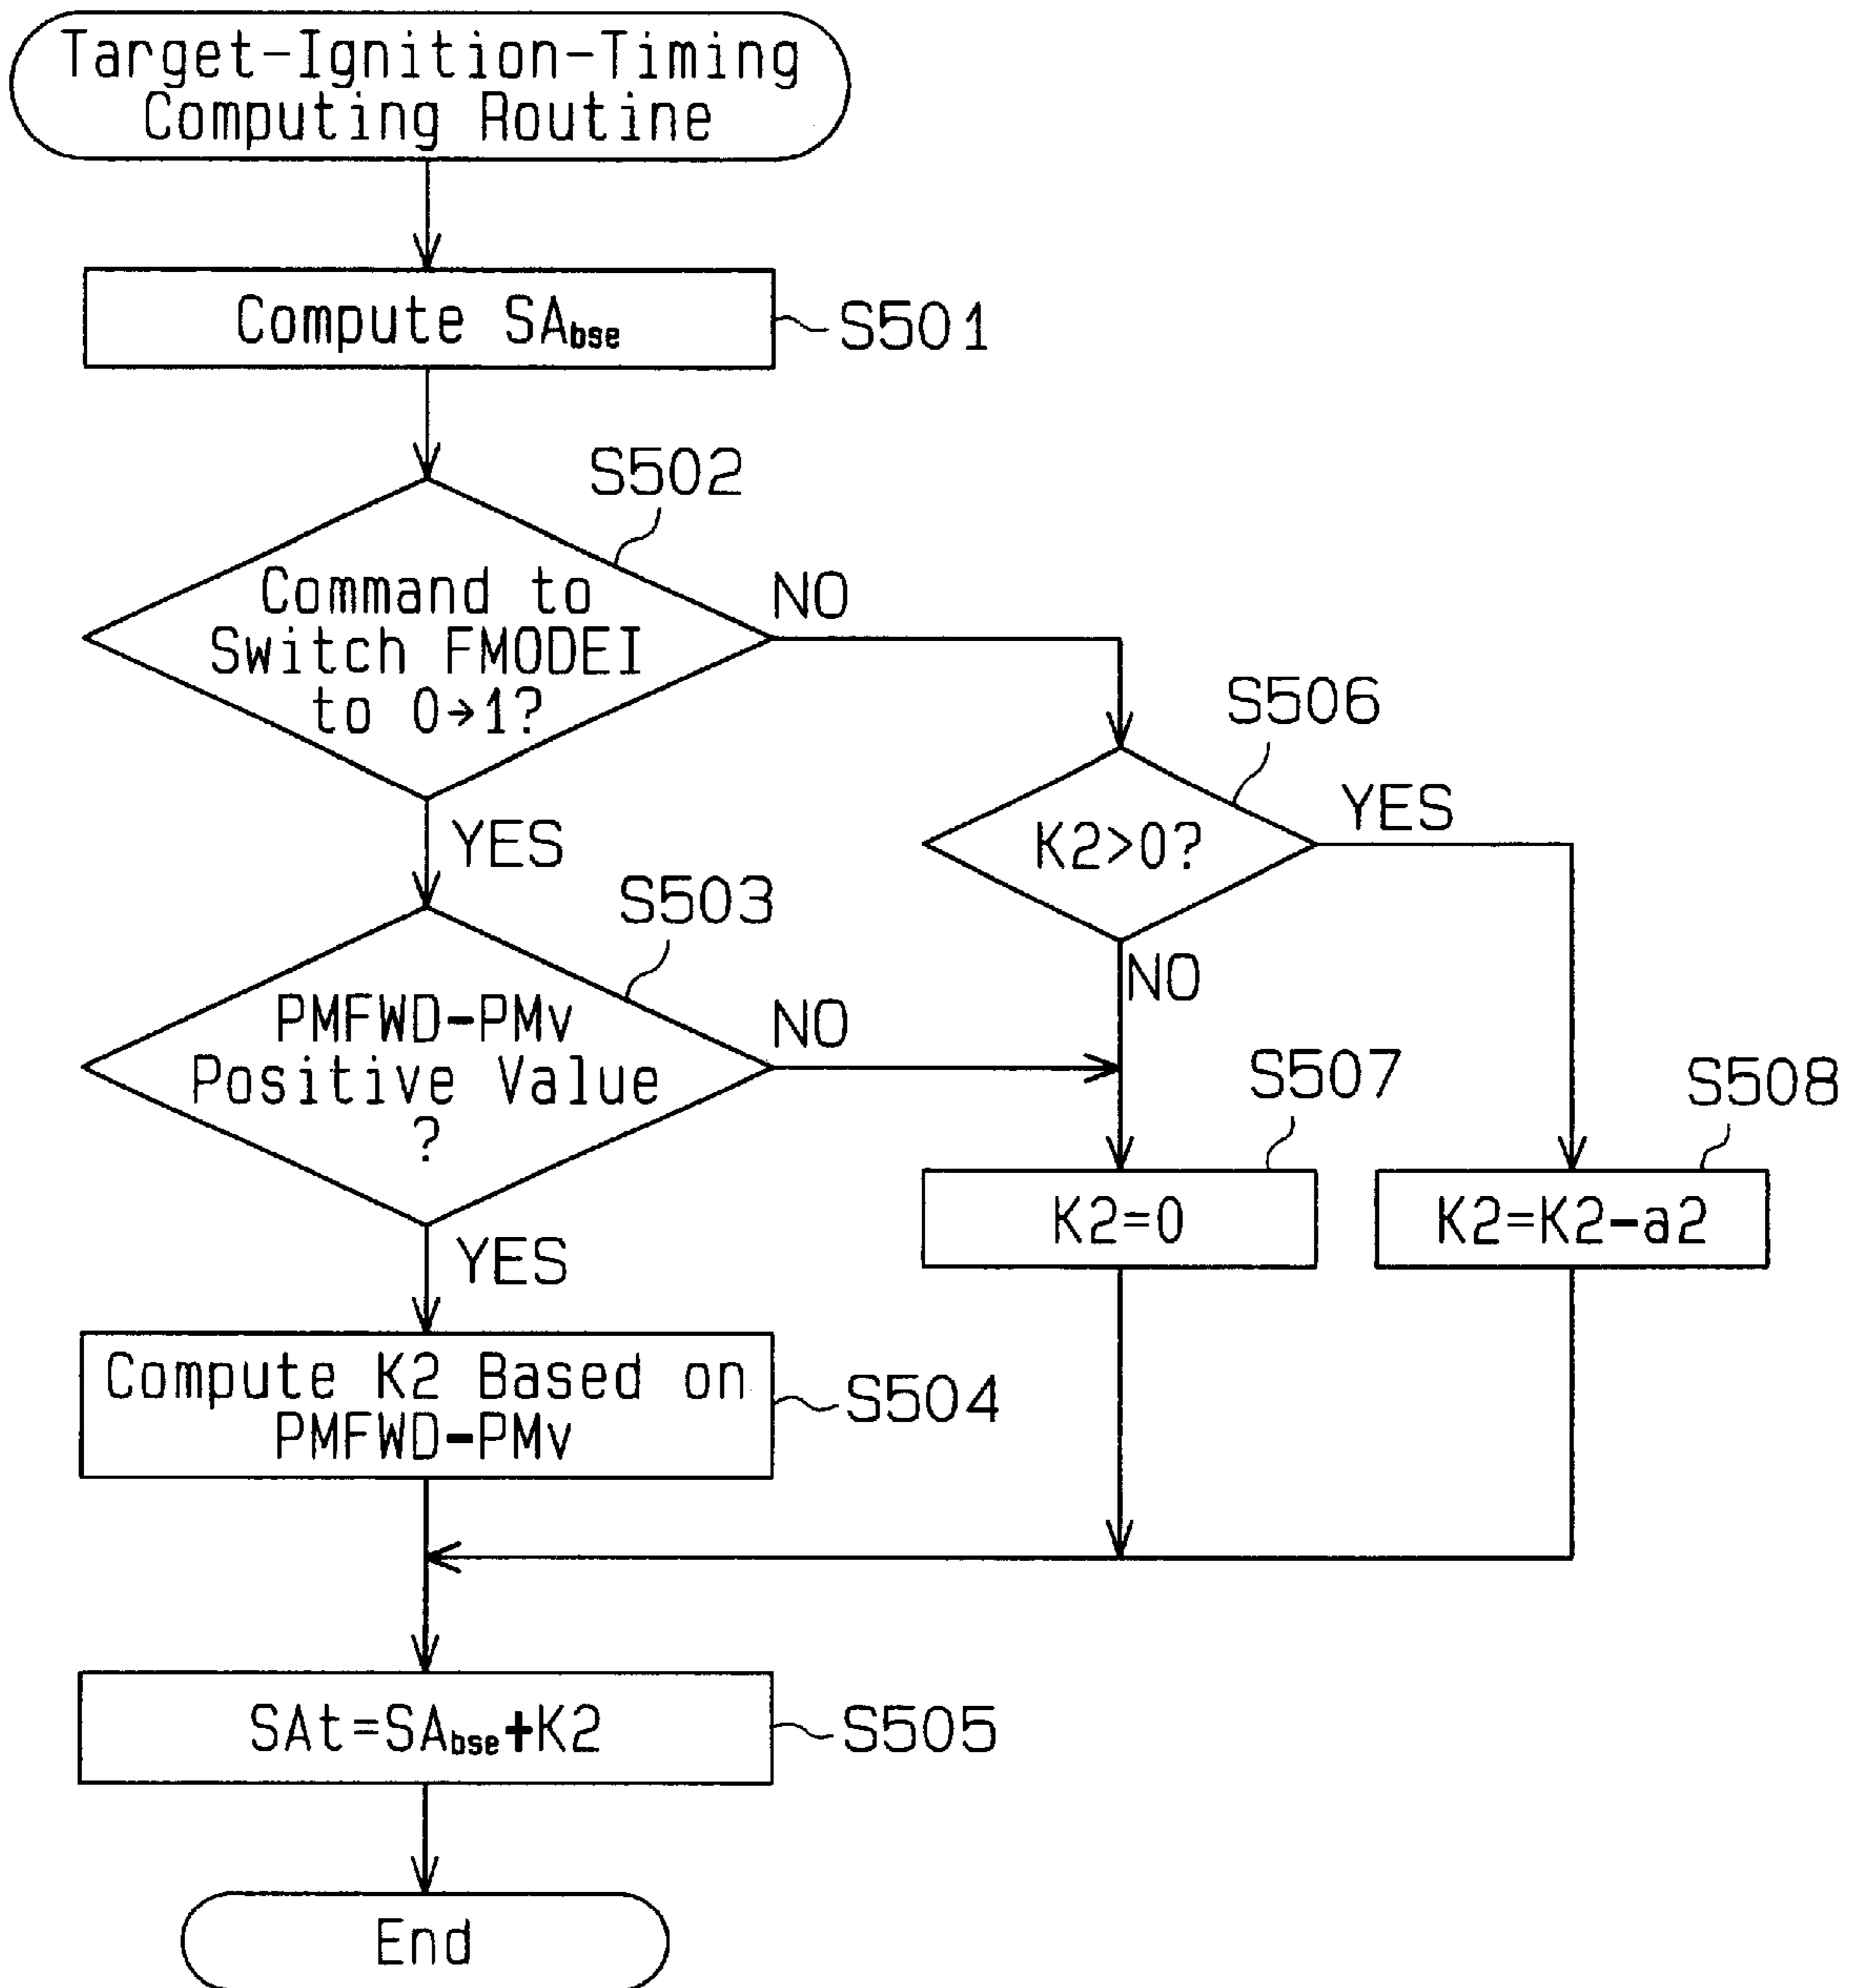 Target-Ignition-Timing
Computing Routine
Compute SAbse
S501
S502
Command to
Switch FMODEI
to 0→1?
NO
YES
S506
K2>0?
YES
NO
S503
PMFWD-PMv
Positive Value
?
NO
YES
S507
K2=0
S508
K2=K2-a2
Compute K2 Based on
PMFWD-PMv
S504
SAt=SAbse+K2
S505
End